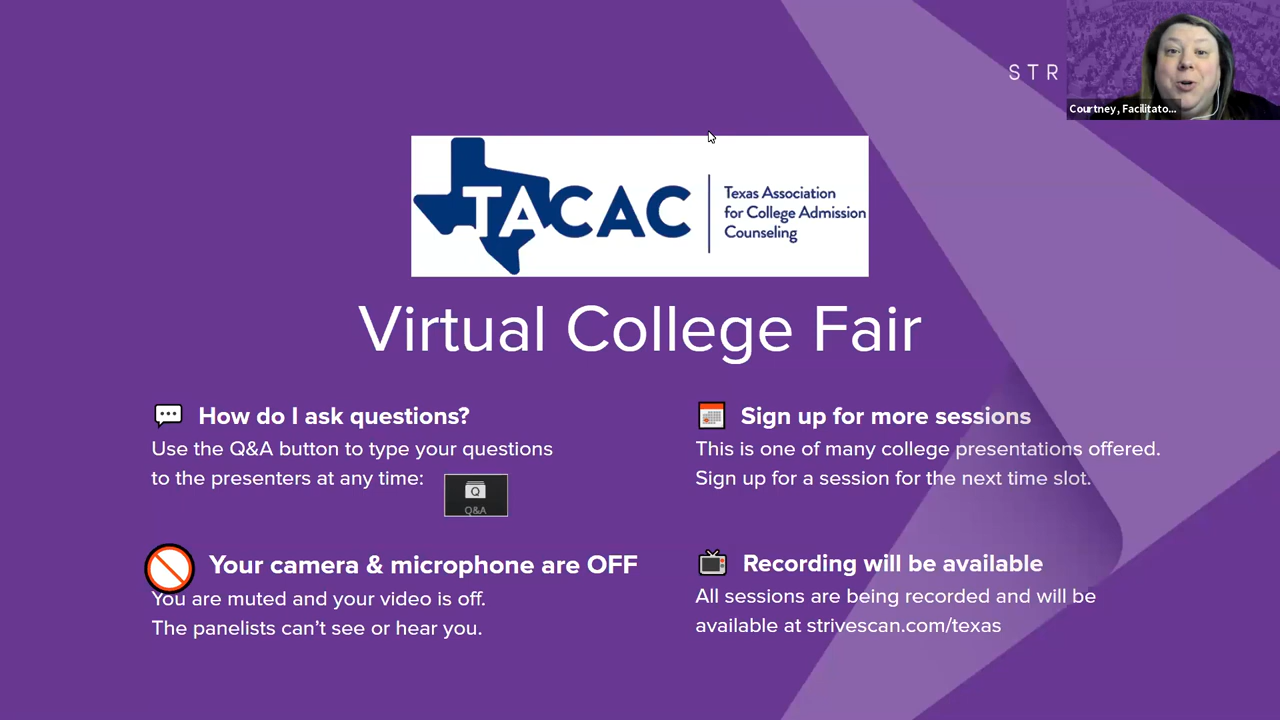 STR
Courtney, Facilitato...
TACAC
Texas Association
for College Admission
Counseling
Virtual College Fair
How do I ask questions?
Use the Q&A button to type your questions
to the presenters at any time:
Q
Q&A
Sign up for more sessions
This is one of many college presentations offered.
Sign up for a session for the next time slot.
Your camera & microphone are OFF
You are muted and your video is off.
The panelists can't see or hear you.
Recording will be available
All sessions are being recorded and will be
available at strivescan.com/texas